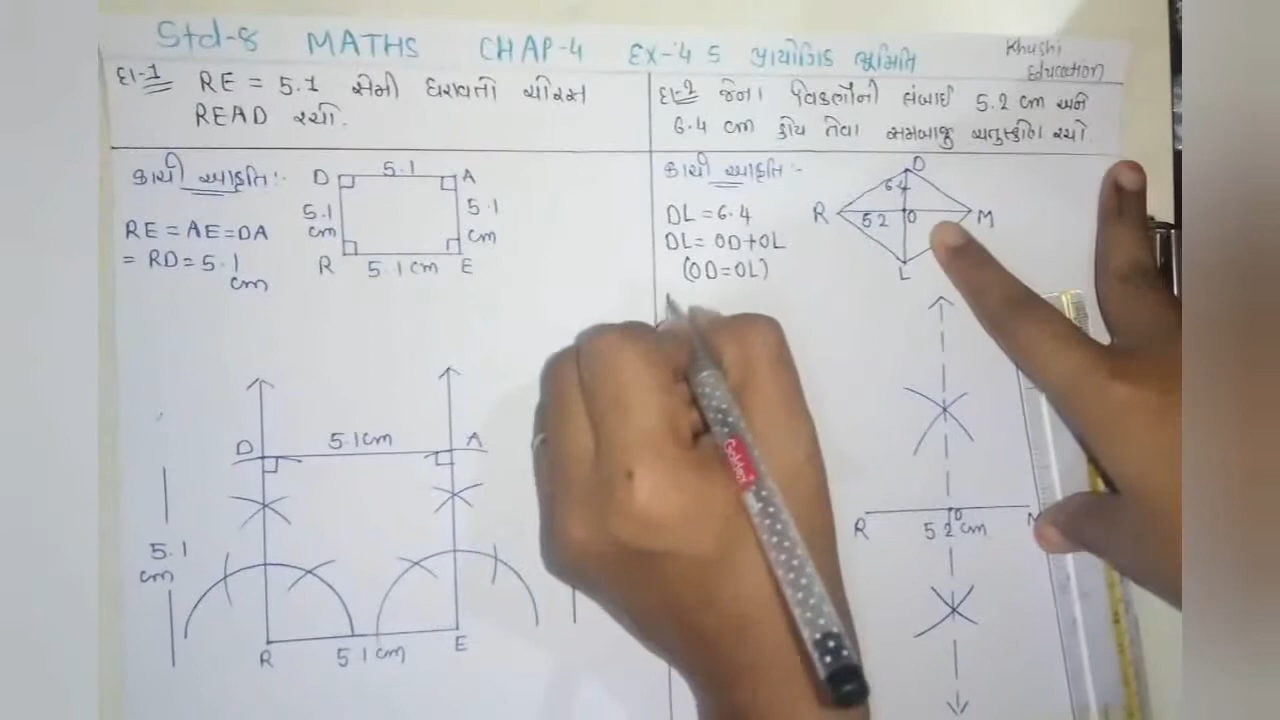 Std-8 MATHS CHAP-4 EX-4.5 પ્રાયોગિક ભૂમિતિ
Khushi
Education
દા-1 RE = 5.1 સેમી ધરાવતો ચોરસ
READ રચો.
દા-2 જેના વિકર્ણોની લંબાઈ 5.2 cm અને
6.4 cm હોય તેવા સમબાજુ ચતુષ્કોણ રચો.
કાચી આકૃતિ:-
RE = AE = DA
= RD = 5.1
cm
D 5.1 A
5.1
cm
5.1
cm
R 5.1 cm E
કાચી આકૃતિ:-
DL = 6.4
DL = OD + OL
(OD = OL)
D
6.4
R 5.2 O M
L
D 5.1cm A
5.1
cm
R 5.1 cm E
R O
5.2 cm
Golden